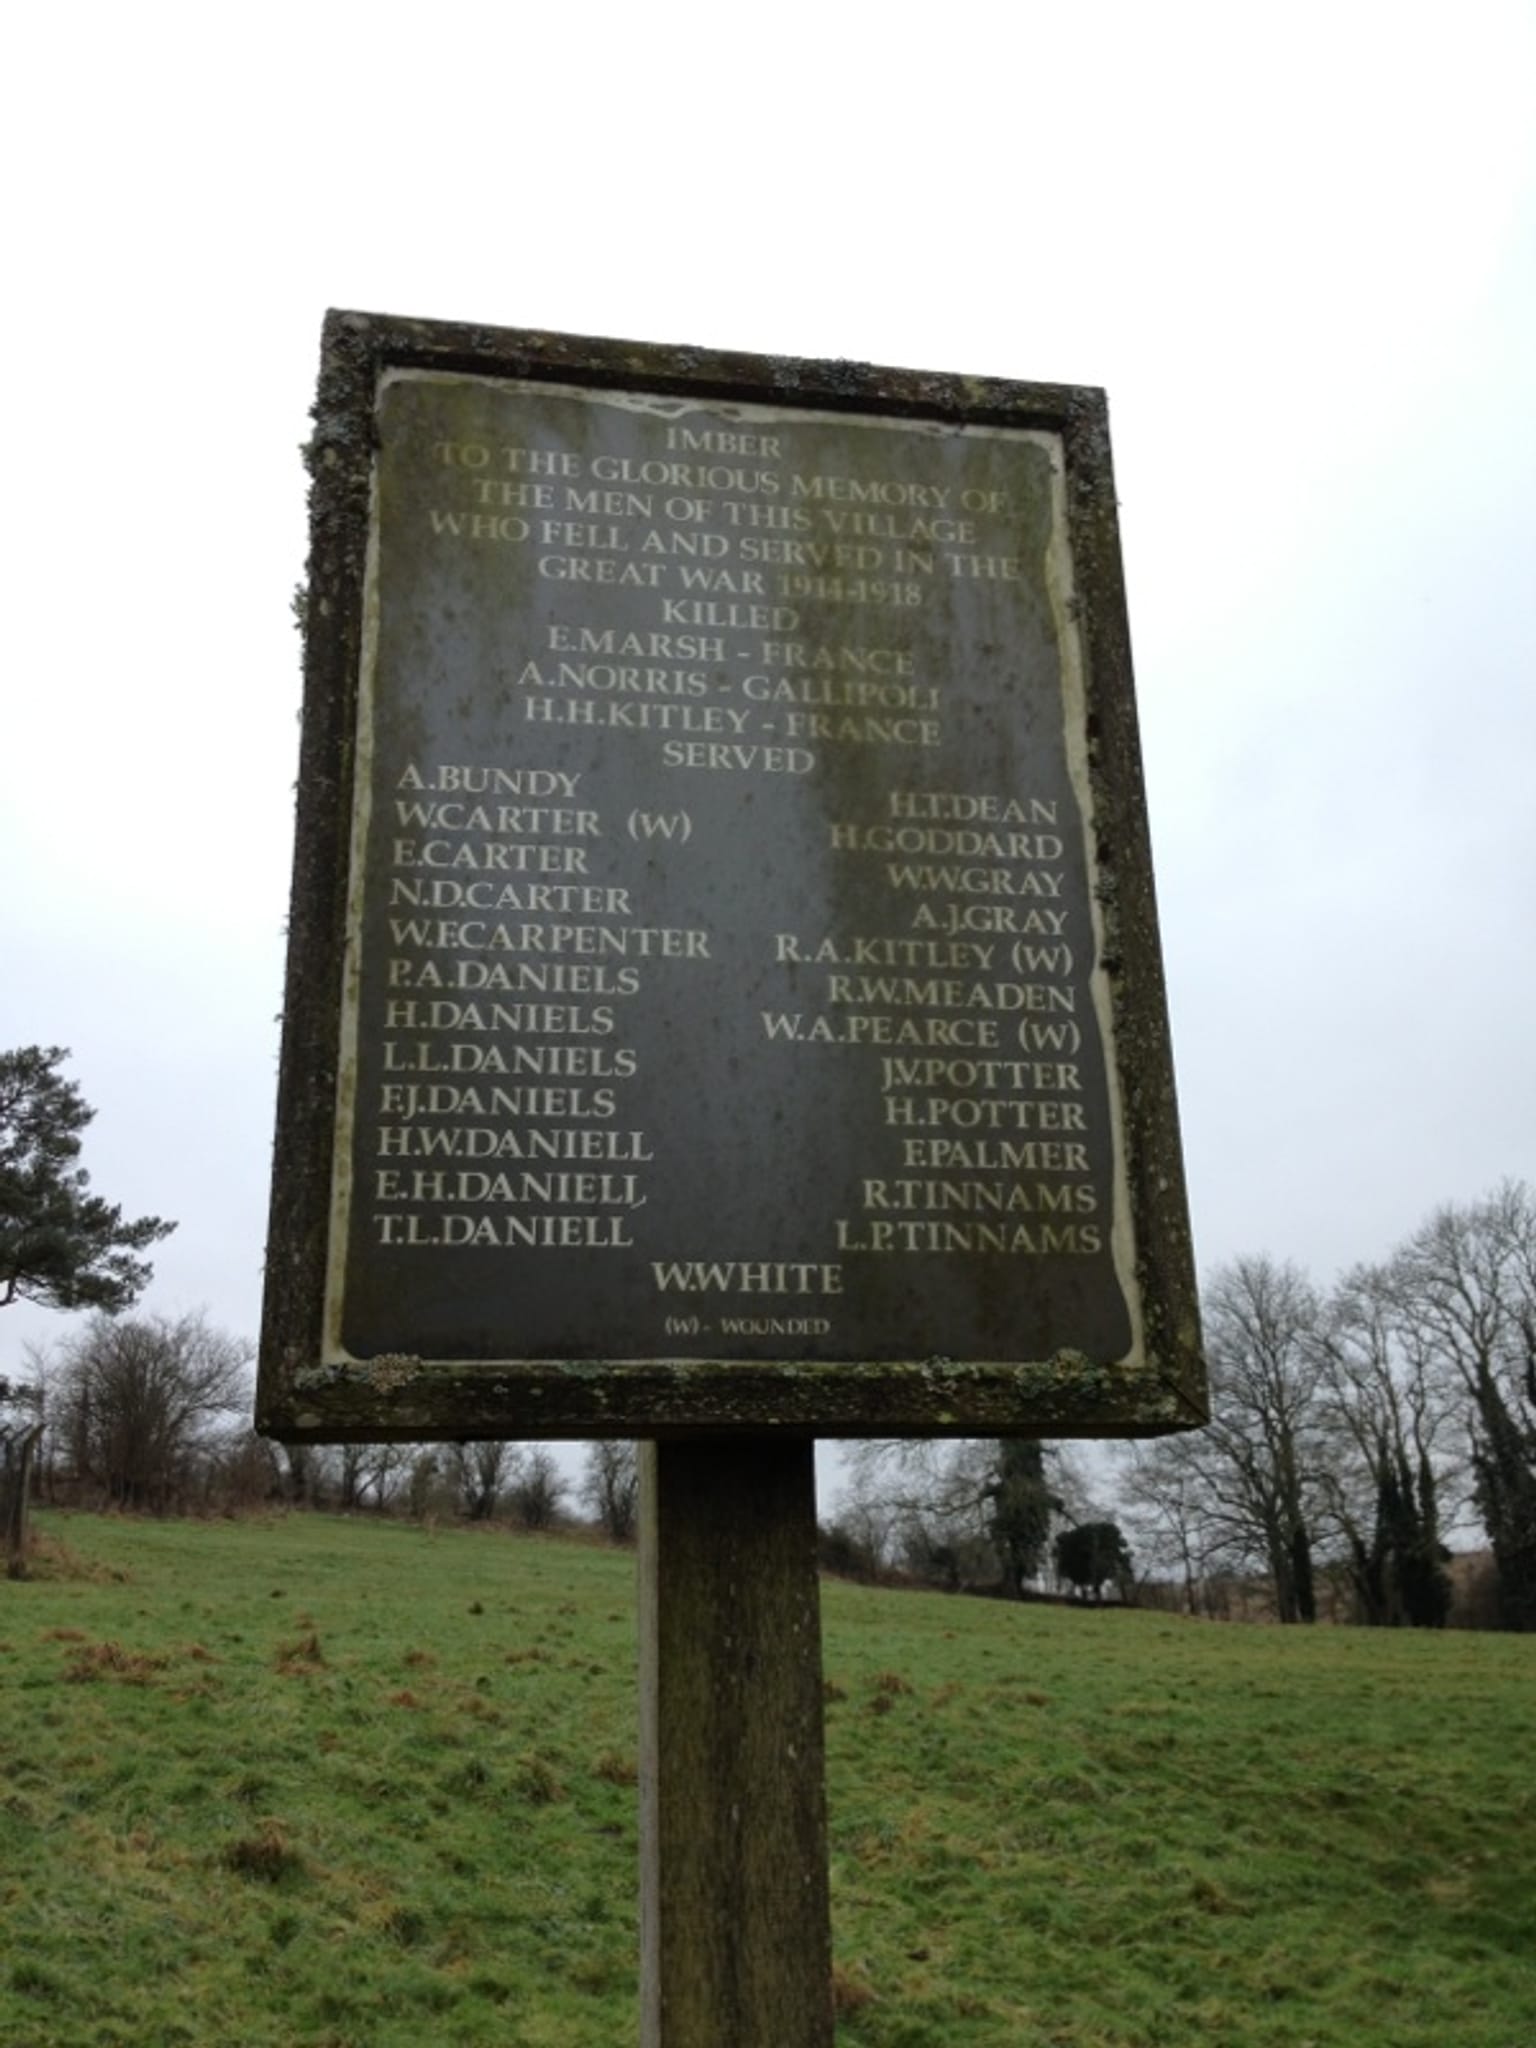 IMBER
TO THE GLORIOUS MEMORY OF
THE MEN OF THIS VILLAGE
WHO FELL AND SERVED IN THE
GREAT WAR 1914-1918
KILLED
E.MARSH - FRANCE
A.NORRIS - GALLIPOLI
H.H.KITLEY - FRANCE
SERVED
A.BUNDY
W.CARTER (W)
E.CARTER
N.D.CARTER
W.F.CARPENTER
P.A.DANIELS
H.DANIELS
L.L.DANIELS
F.J.DANIELS
H.W.DANIELL
E.H.DANIELL
T.L.DANIELL
H.T.DEAN
H.GODDARD
W.W.GRAY
A.J.GRAY
R.A.KITLEY (W)
R.W.MEADEN
W.A.PEARCE (W)
J.V.POTTER
H.POTTER
F.PALMER
R.TINNAMS
L.P.TINNAMS
W.WHITE
(W) - WOUNDED